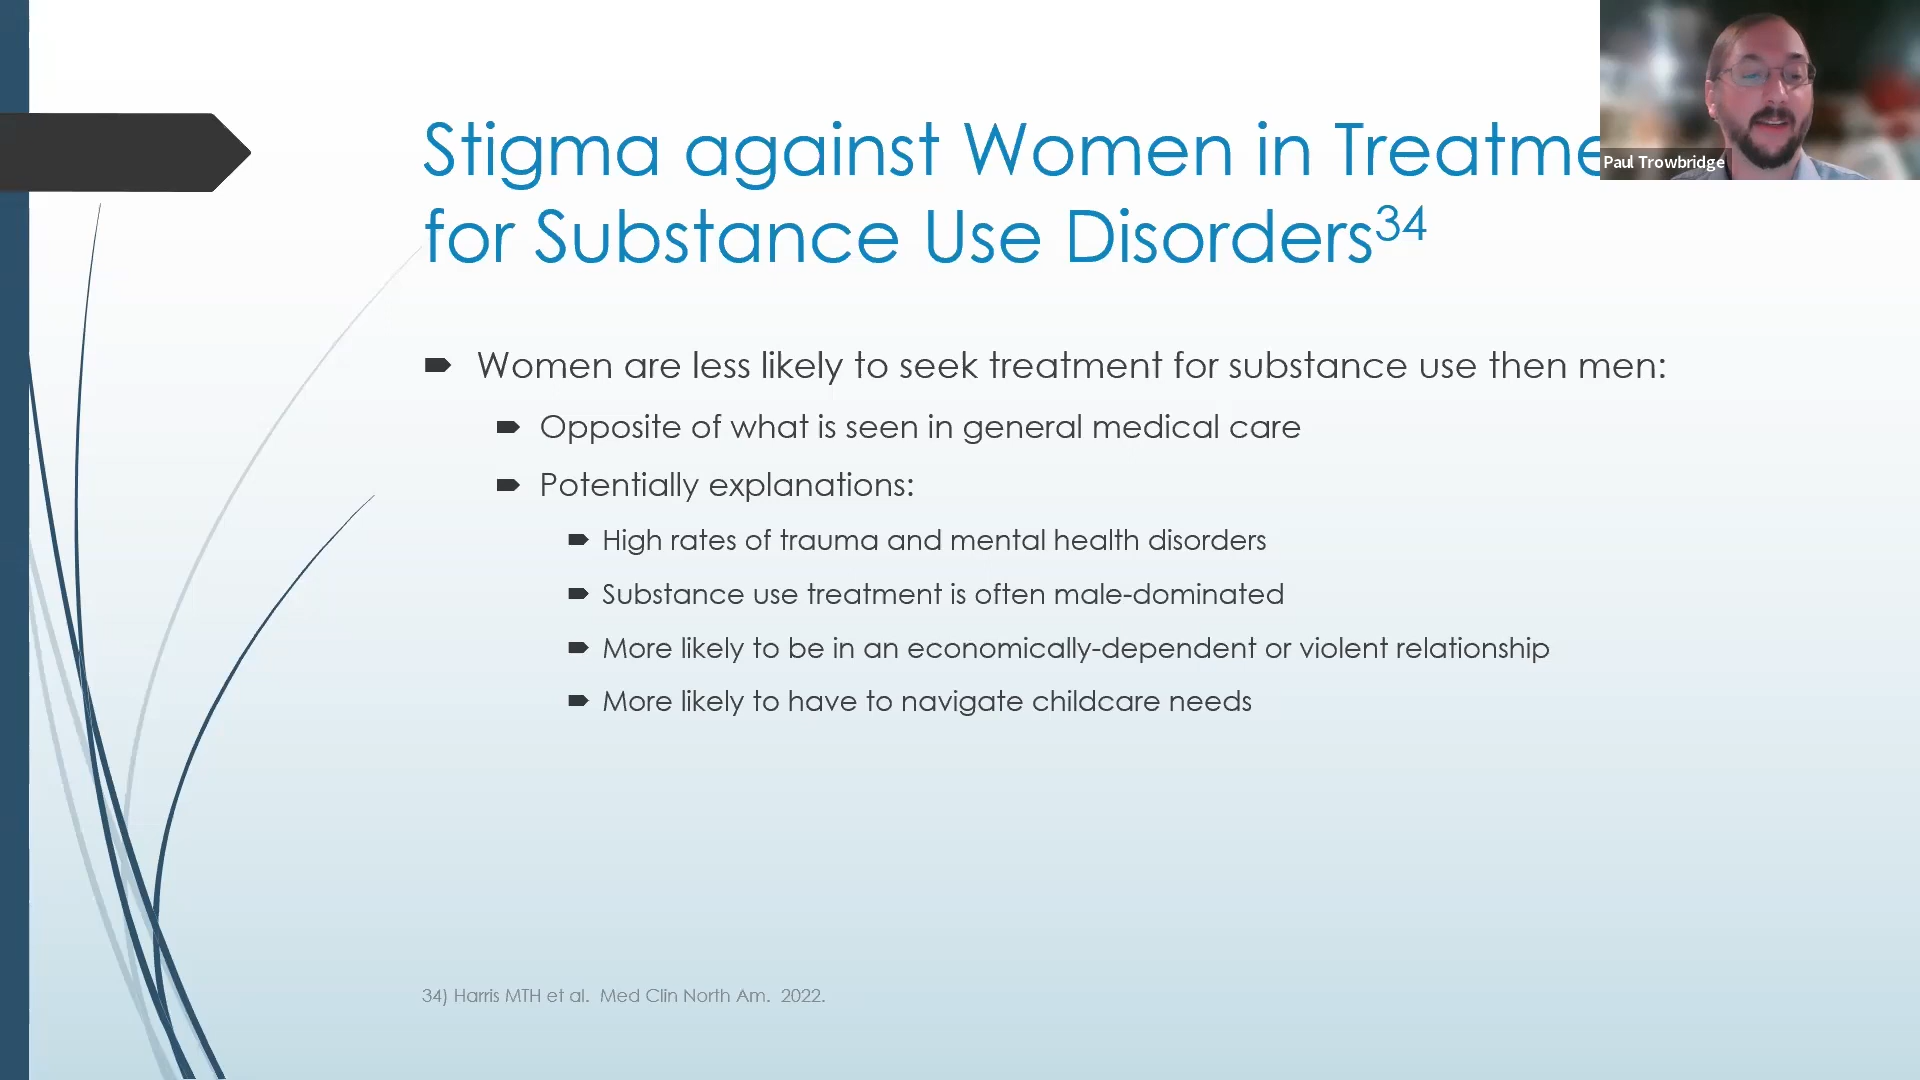 Stigma against Women in Treatme
Paul Trowbridge
for Substance Use Disorders34
Women are less likely to seek treatment for substance use then men:
Opposite of what is seen in general medical care
Potentially explanations:
High rates of trauma and mental health disorders
Substance use treatment is often male-dominated
More likely to be in an economically-dependent or violent relationship
More likely to have to navigate childcare needs
34) Harris MTH et al. Med Clin North Am. 2022.